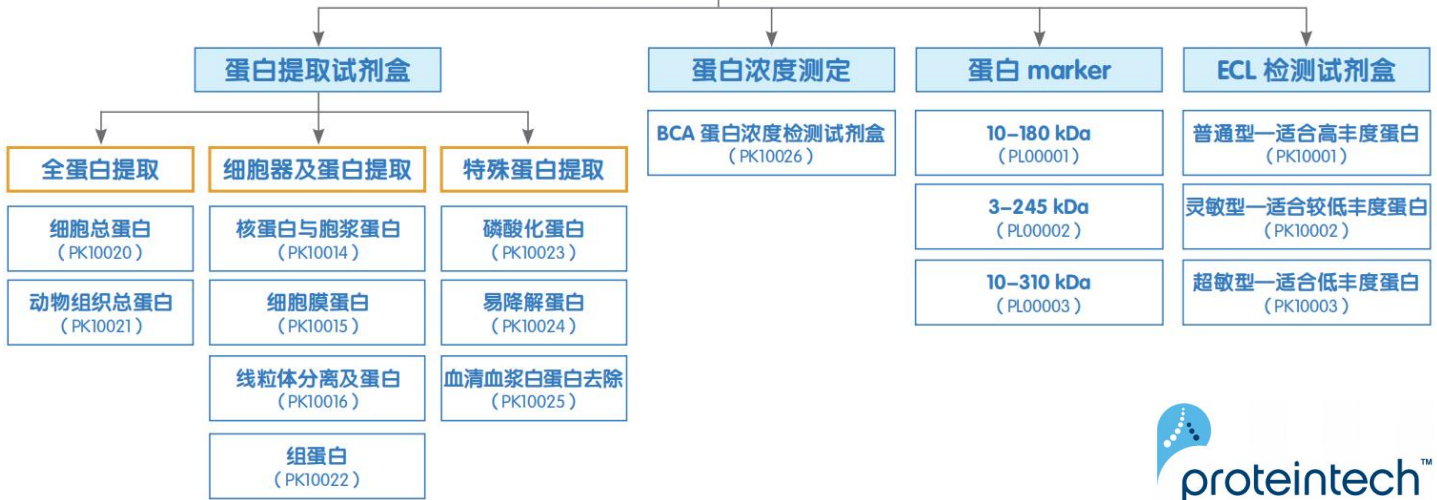 蛋白提取试剂盒
蛋白浓度测定
蛋白 marker
ECL 检测试剂盒
全蛋白提取
细胞器及蛋白提取
特殊蛋白提取
细胞总蛋白
（PK10020）
动物组织总蛋白
（PK10021）
核蛋白与胞浆蛋白
（PK10014）
细胞膜蛋白
（PK10015）
线粒体分离及蛋白
（PK10016）
组蛋白
（PK10022）
磷酸化蛋白
（PK10023）
易降解蛋白
（PK10024）
血清血浆白蛋白去除
（PK10025）
BCA 蛋白浓度检测试剂盒
（PK10026）
10–180 kDa
（PL00001）
3–245 kDa
（PL00002）
10–310 kDa
（PL00003）
普通型—适合高丰度蛋白
（PK10001）
灵敏型—适合较低丰度蛋白
（PK10002）
超敏型—适合低丰度蛋白
（PK10003）
proteintech™